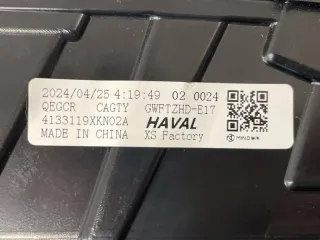 2024/04/25 4:19:49 02 0024
QEGCR CAGTY GWFTZHD-E17
4133119XKN02A HAVAL
MADE IN CHINA XS Factory